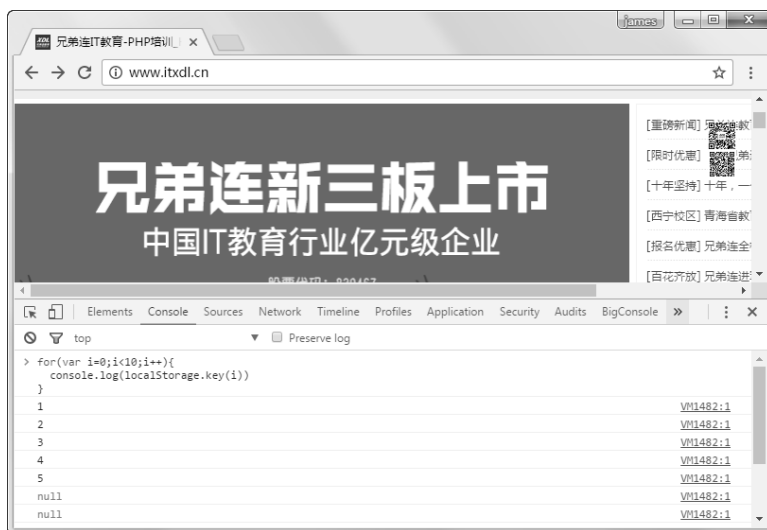 james
兄弟连IT教育-PHP培训_
www.itxdl.cn
兄弟连新三板上市
中国IT教育行业亿元级企业
[重磅新闻]
[限时优惠]
[十年坚持] 十年，一
[西宁校区] 青海省教
[报名优惠] 兄弟连全
[百花齐放] 兄弟连进
Elements Console Sources Network Timeline Profiles Application Security Audits BigConsole »
top Preserve log
> for(var i=0;i<10;i++){
console.log(localStorage.key(i))
}
1 VM1482:1
2 VM1482:1
3 VM1482:1
4 VM1482:1
5 VM1482:1
null VM1482:1
null VM1482:1